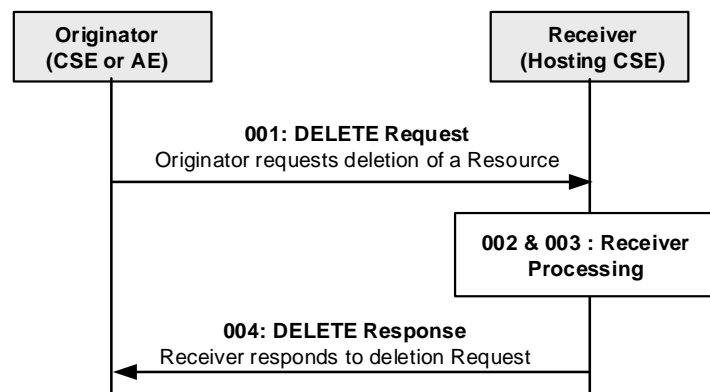 Originator
(CSE or AE)
Receiver
(Hosting CSE)
001: DELETE Request
Originator requests deletion of a Resource
002 & 003 : Receiver
Processing
004: DELETE Response
Receiver responds to deletion Request